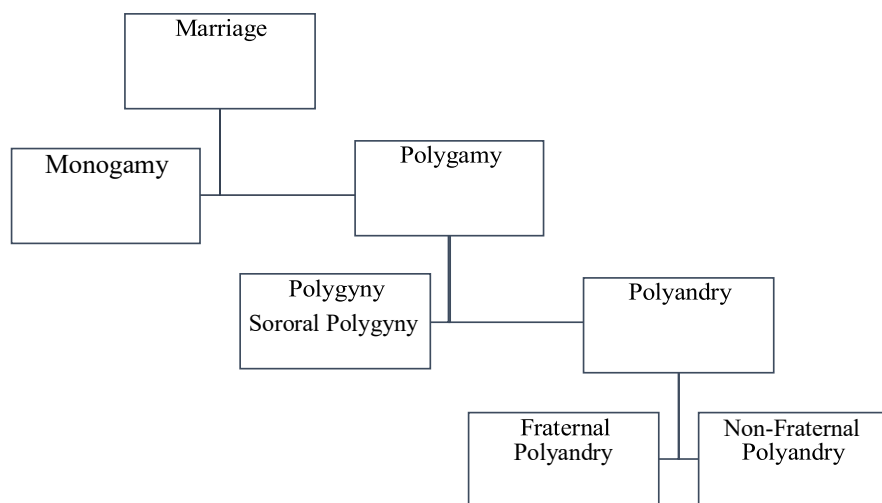 Marriage
Monogamy
Polygamy
Polygyny
Sororal Polygyny
Polyandry
Fraternal
Polyandry
Non-Fraternal
Polyandry